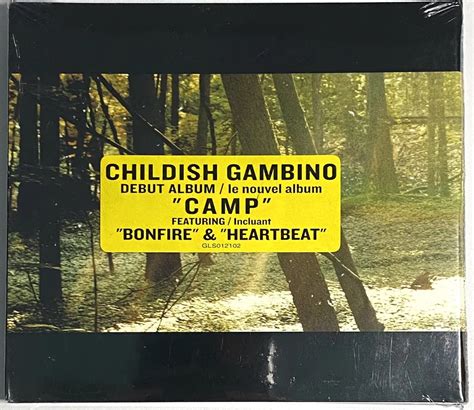 CHILDISH GAMBINO
DEBUT ALBUM / le nouvel album
"CAMP"
FEATURING / Incluant
"BONFIRE" & "HEARTBEAT"
GLS012102